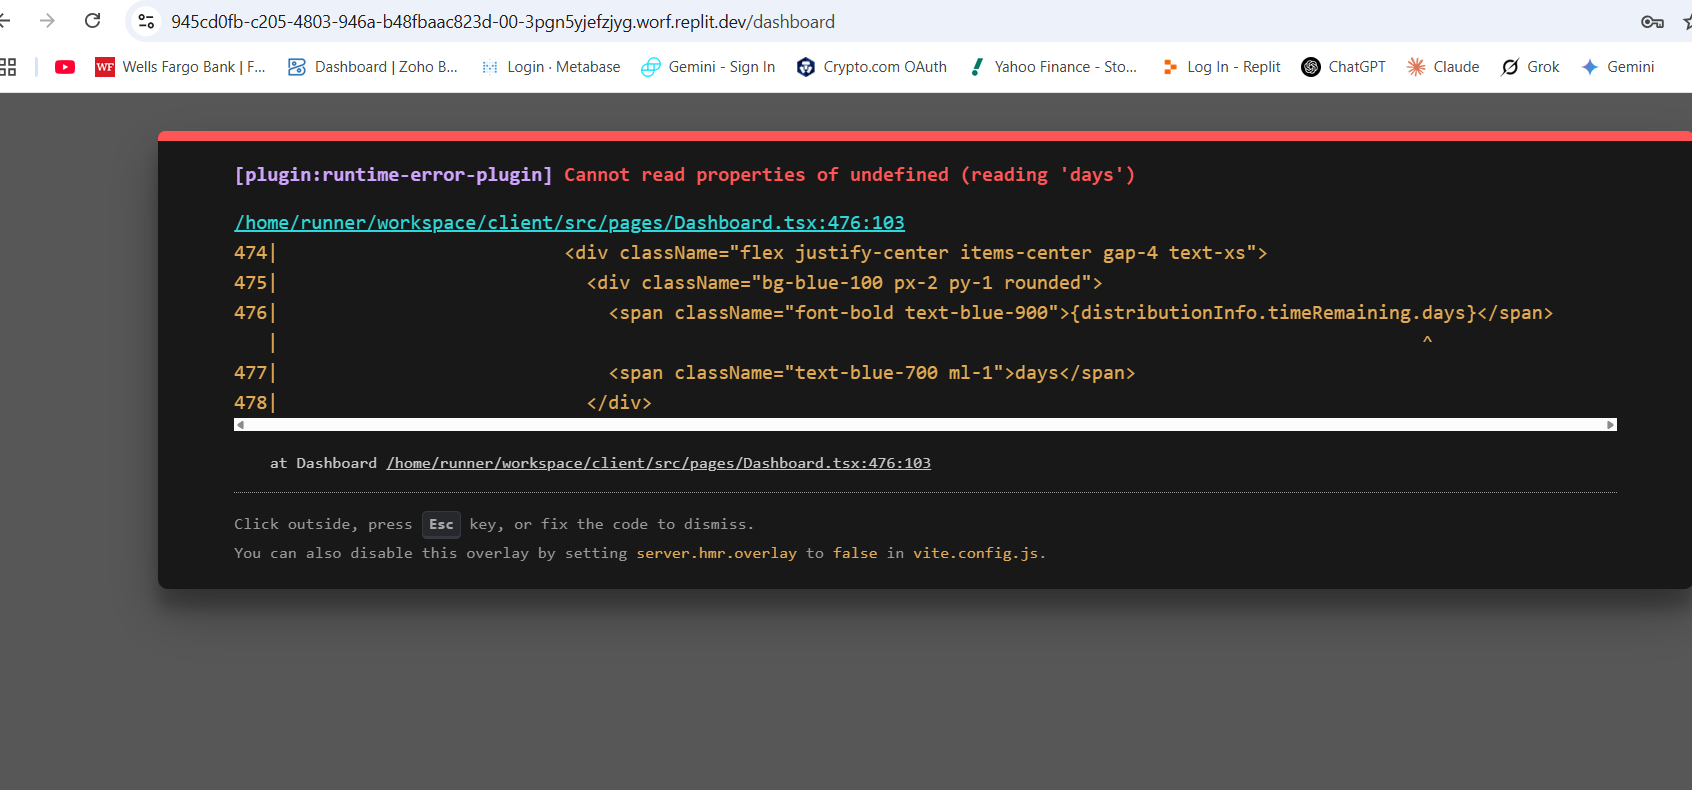 945cd0fb-c205-4803-946a-b48fbaac823d-00-3pgn5yjefzjyg.worf.replit.dev/dashboard
WF Wells Fargo Bank | F... Dashboard | Zoho B... Login · Metabase Gemini - Sign In Crypto.com OAuth Yahoo Finance - Sto... Log In - Replit ChatGPT Claude Grok Gemini
[plugin:runtime-error-plugin] Cannot read properties of undefined (reading 'days')
/home/runner/workspace/client/src/pages/Dashboard.tsx:476:103
474| <div className="flex justify-center items-center gap-4 text-xs">
475| <div className="bg-blue-100 px-2 py-1 rounded">
476| <span className="font-bold text-blue-900">{distributionInfo.timeRemaining.days}</span>
| ^
477| <span className="text-blue-700 ml-1">days</span>
478| </div>
at Dashboard /home/runner/workspace/client/src/pages/Dashboard.tsx:476:103
Click outside, press Esc key, or fix the code to dismiss.
You can also disable this overlay by setting server.hmr.overlay to false in vite.config.js.